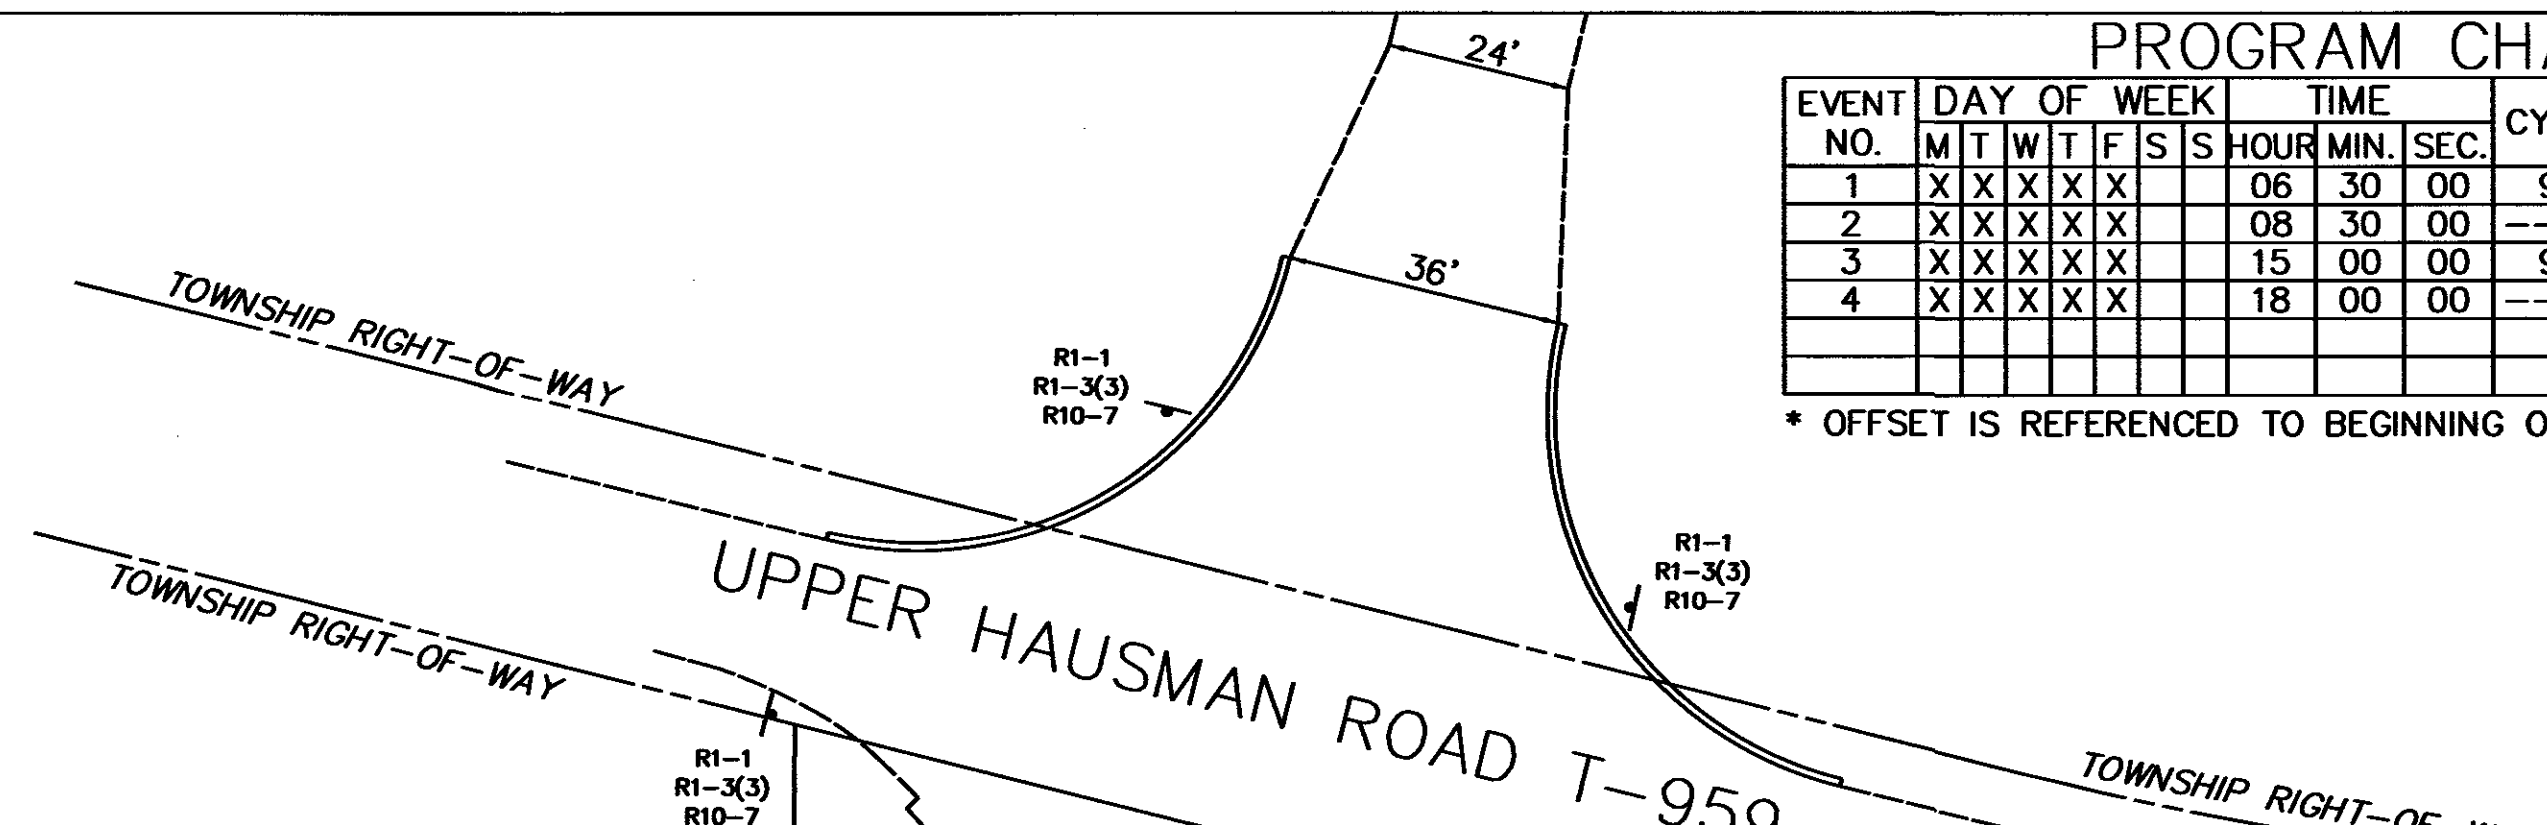 24'
PROGRAM
EVENT NO. DAY OF WEEK TIME
M T W T F S S HOUR MIN. SEC.
1 X X X X X 06 30 00
2 X X X X X 08 30 00 --
3 X X X X X 15 00 00
4 X X X X X 18 00 00 --
* OFFSET IS REFERENCED TO BEGINNING
36'
TOWNSHIP RIGHT-OF-WAY
R1-1
R1-3(3)
R10-7
R1-1
R1-3(3)
R10-7
UPPER HAUSMAN ROAD T-959
TOWNSHIP RIGHT-OF-WAY
R1-1
R1-3(3)
R10-7
TOWNSHIP RIGHT-OF-